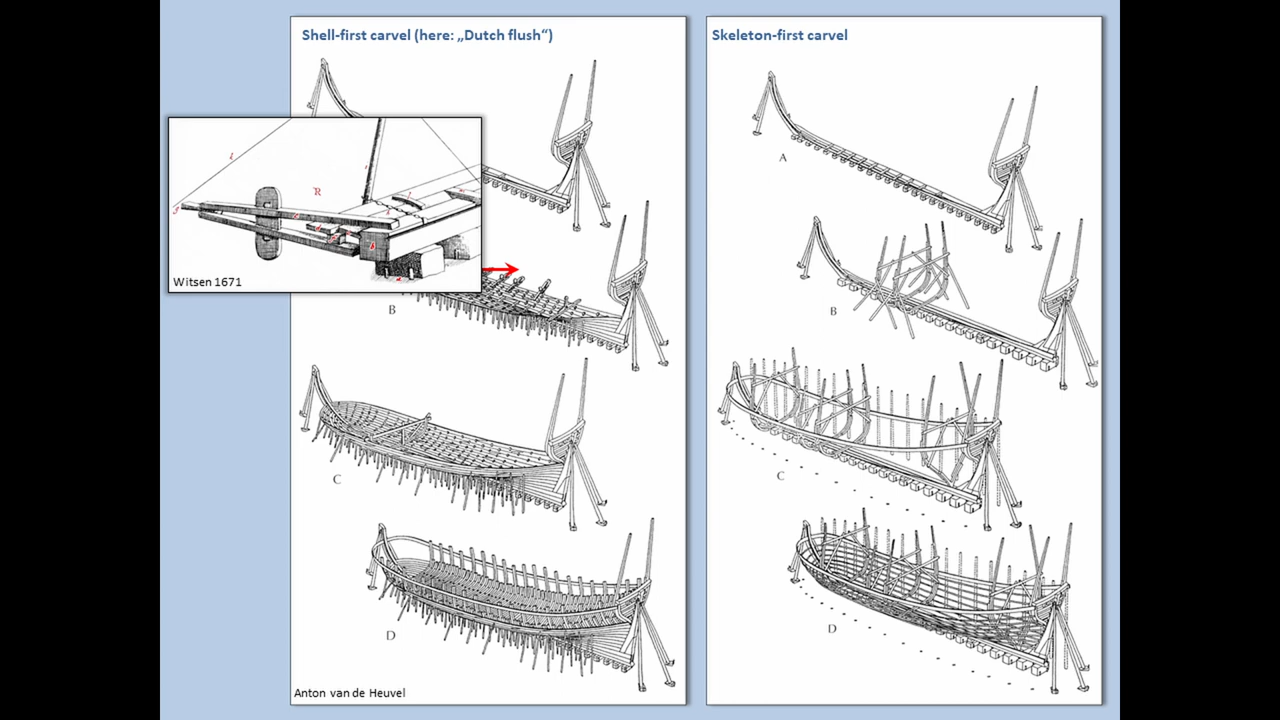 Shell-first carvel (here: „Dutch flush“)
R
Witsen 1671
B
C
D
Anton van de Heuvel
Skeleton-first carvel
A
B
C
D